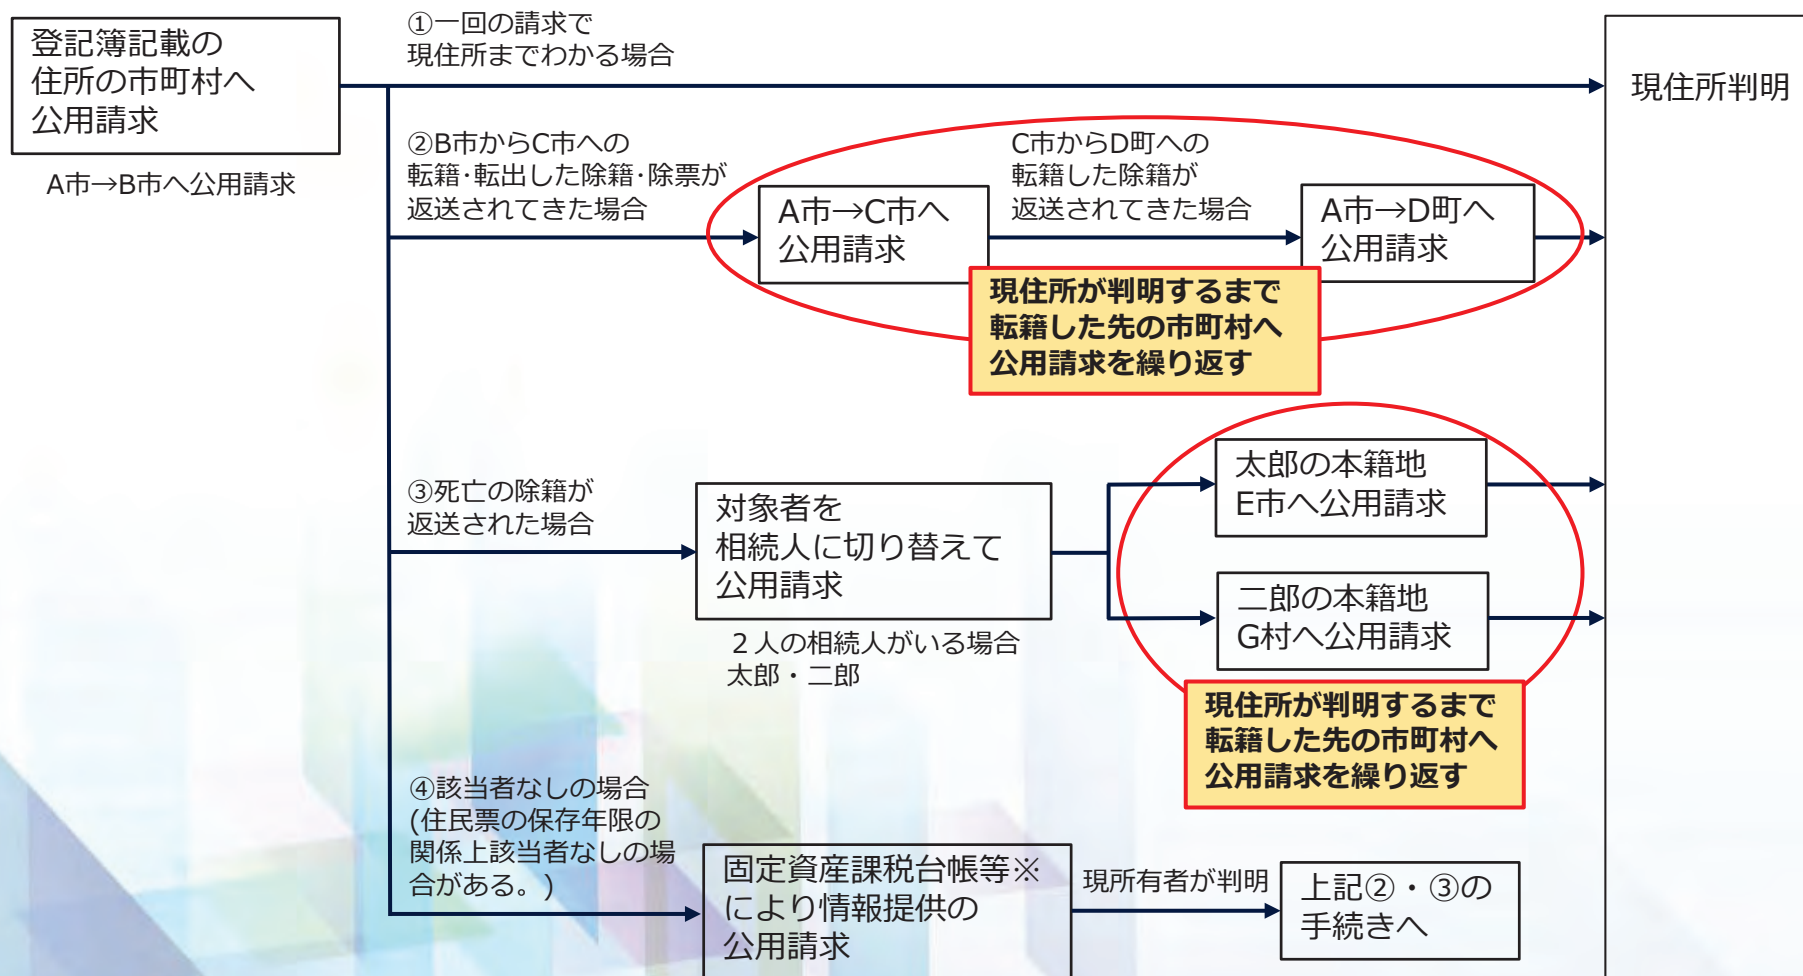 登記簿記載の
住所の市町村へ
公用請求
A市→B市へ公用請求
①一回の請求で
現住所までわかる場合
現住所判明
②B市からC市への
転籍・転出した除籍・除票が
返送されてきた場合
A市→C市へ
公用請求
C市からD町への
転籍した除籍が
返送されてきた場合
A市→D町へ
公用請求
現住所が判明するまで
転籍した先の市町村へ
公用請求を繰り返す
③死亡の除籍が
返送された場合
対象者を
相続人に切り替えて
公用請求
２人の相続人がいる場合
太郎・二郎
太郎の本籍地
E市へ公用請求
二郎の本籍地
G村へ公用請求
現住所が判明するまで
転籍した先の市町村へ
公用請求を繰り返す
④該当者なしの場合
(住民票の保存年限の
関係上該当者なしの場
合がある。)
固定資産課税台帳等※
により情報提供の
公用請求
現所有者が判明
上記②・③の
手続きへ